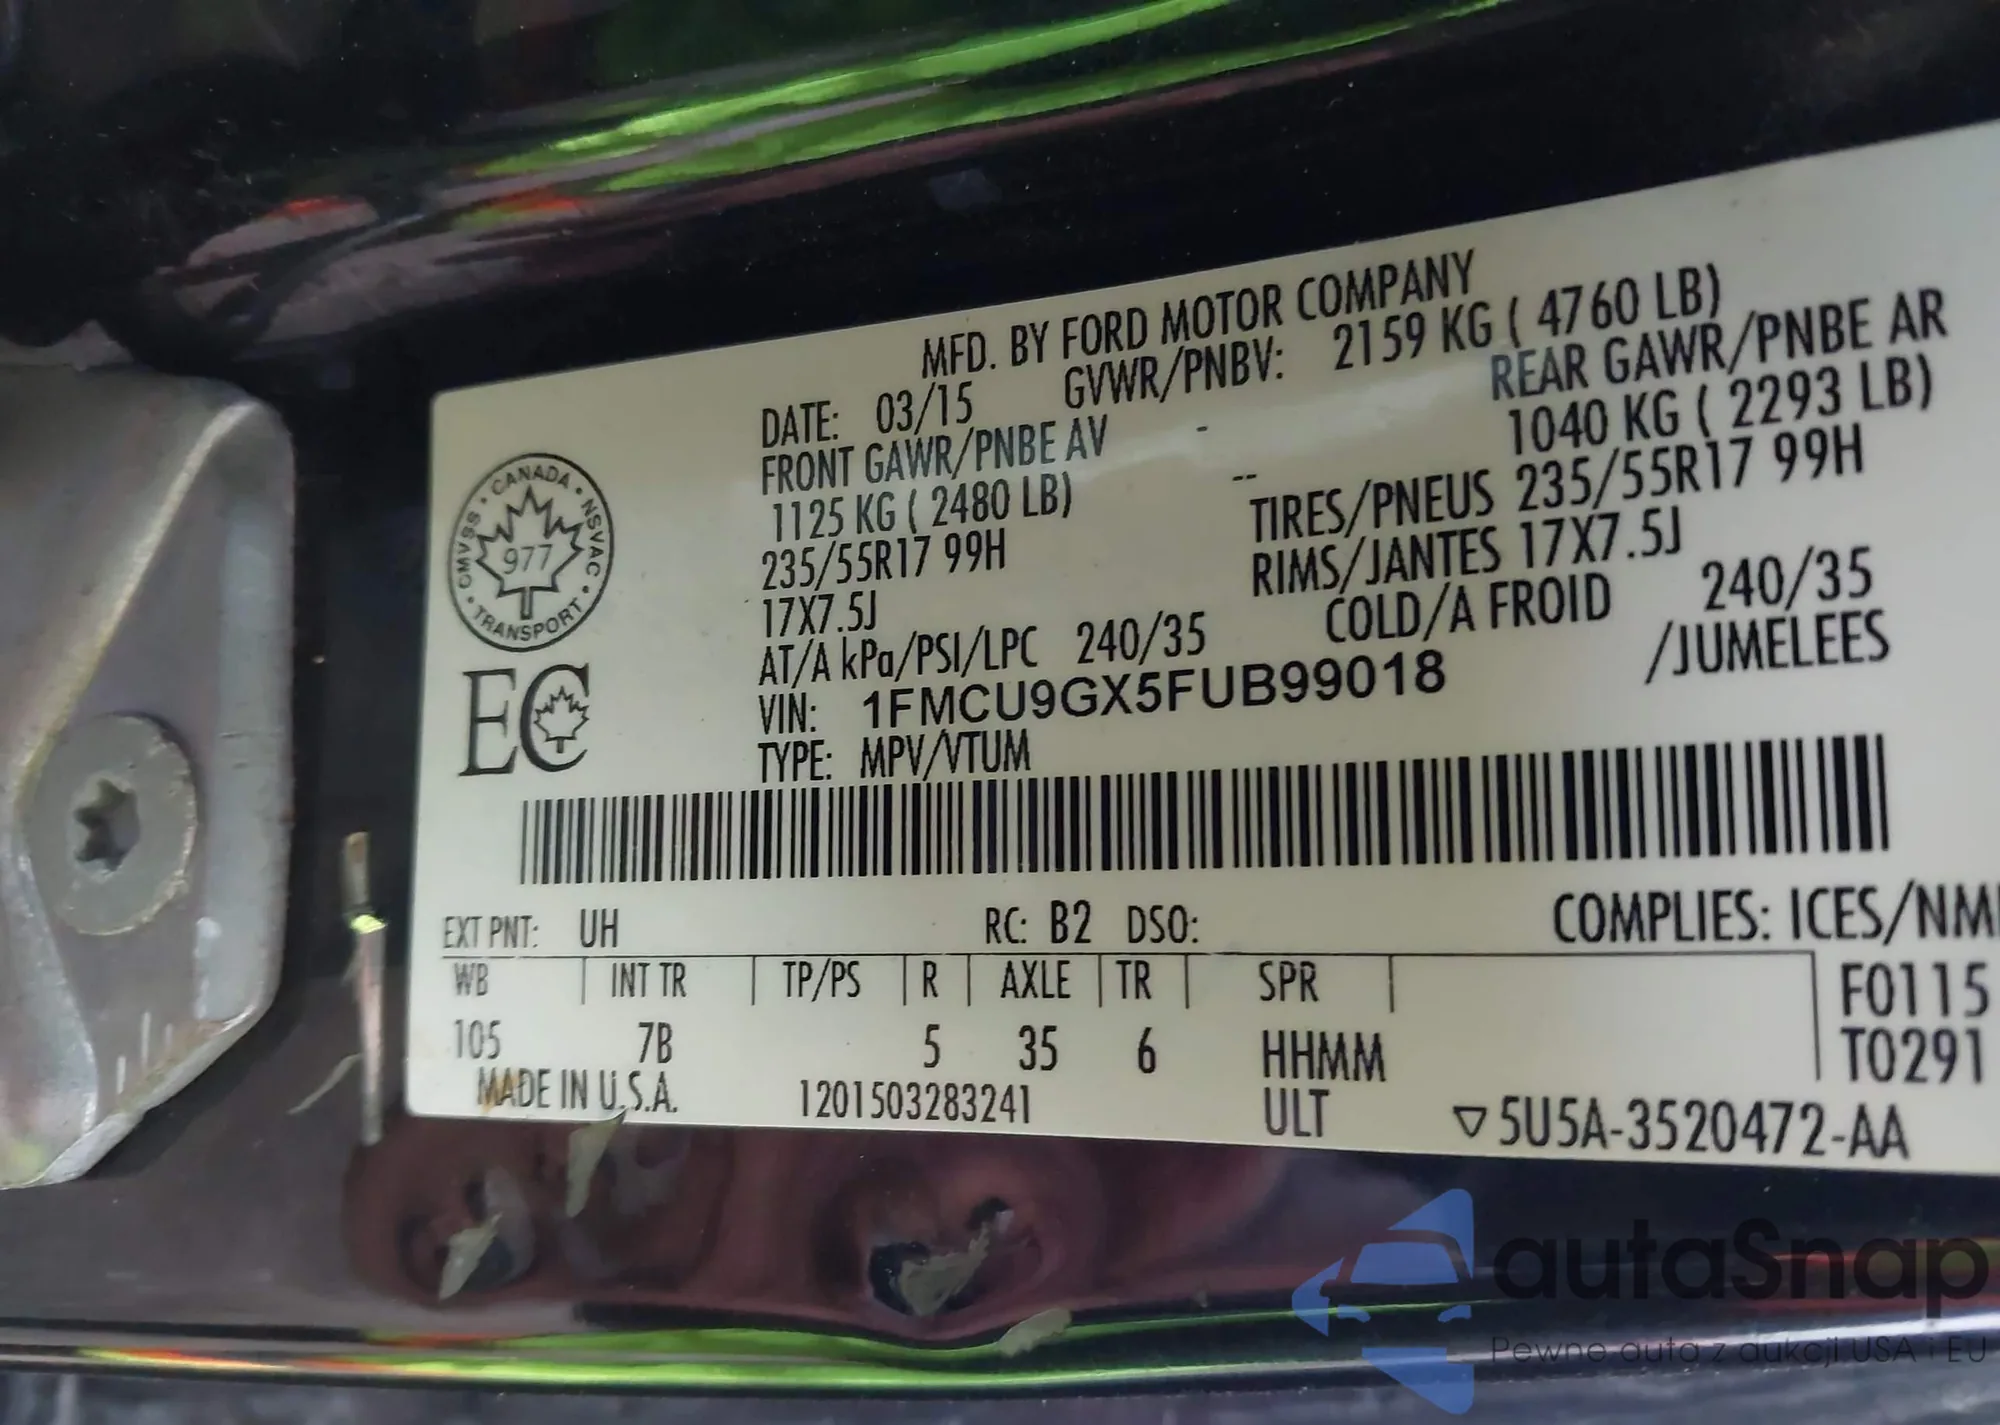 MFD. BY FORD MOTOR COMPANY
DATE: 03/15 GVWR/PNBV: 2159 KG ( 4760 LB)
FRONT GAWR/PNBE AV - REAR GAWR/PNBE AR
1125 KG ( 2480 LB) -- 1040 KG ( 2293 LB)
235/55R17 99H TIRES/PNEUS 235/55R17 99H
17X7.5J RIMS/JANTES 17X7.5J
AT/A kPa/PSI/LPC 240/35 COLD/A FROID 240/35
VIN: 1FMCU9GX5FUB99018 /JUMELEES
TYPE: MPV/VTUM
CANADA · NSVAC · TRANSPORT · CMVSS ·
977
EC
EXT PNT: UH RC: B2 DSO: COMPLIES: ICES/NM
WB INT TR TP/PS R AXLE TR SPR F0115
105 7B 5 35 6 HHMM T0291
MADE IN U.S.A. 1201503283241 ULT ▽5U5A-3520472-AA
autaSnap
Pewne auta z aukcji USA i EU